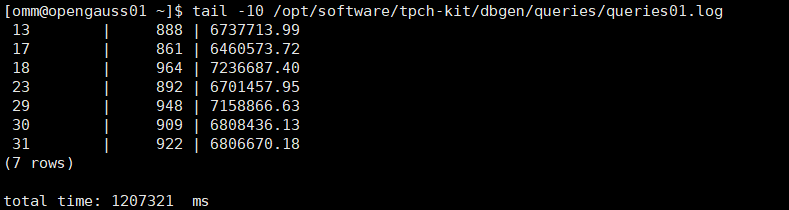 [omm@opengauss01 ~]$ tail -10 /opt/software/tpch-kit/dbgen/queries/queries01.log
 13        |     888 | 6737713.99
 17        |     861 | 6460573.72
 18        |     964 | 7236687.40
 23        |     892 | 6701457.95
 29        |     948 | 7158866.63
 30        |     909 | 6808436.13
 31        |     922 | 6806670.18
(7 rows)

total time: 1207321  ms